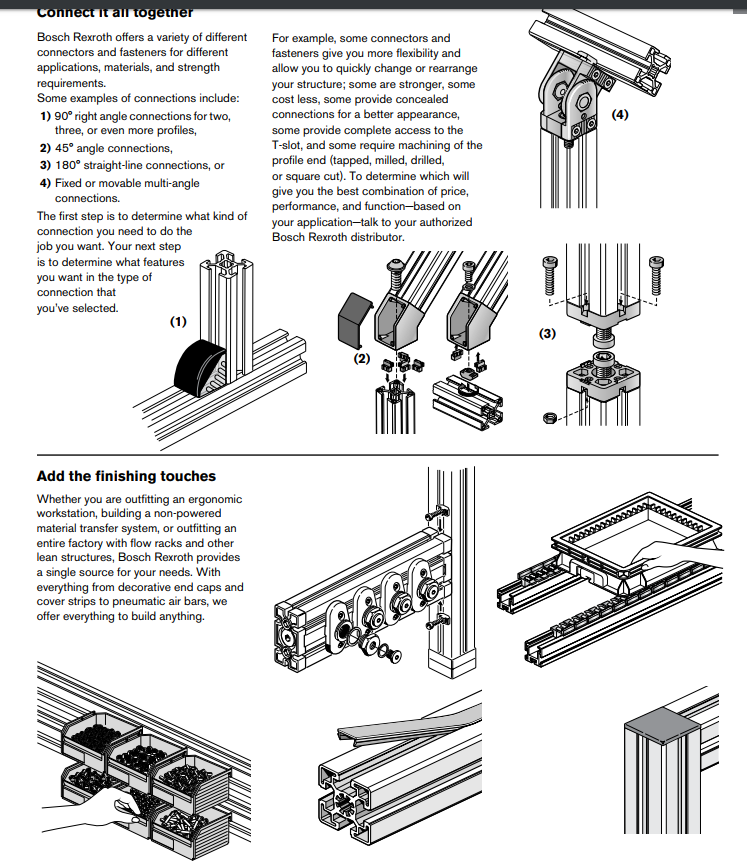 Connect it all together
Bosch Rexroth offers a variety of different
connectors and fasteners for different
applications, materials, and strength
requirements.
Some examples of connections include:
1) 90° right angle connections for two,
three, or even more profiles,
2) 45° angle connections,
3) 180° straight-line connections, or
4) Fixed or movable multi-angle
connections.
The first step is to determine what kind of
connection you need to do the
job you want. Your next step
is to determine what features
you want in the type of
connection that
you've selected.
For example, some connectors and
fasteners give you more flexibility and
allow you to quickly change or rearrange
your structure; some are stronger, some
cost less, some provide concealed
connections for a better appearance,
some provide complete access to the
T-slot, and some require machining of the
profile end (tapped, milled, drilled,
or square cut). To determine which will
give you the best combination of price,
performance, and function—based on
your application—talk to your authorized
Bosch Rexroth distributor.
(4)
(1)
(2)
(3)
Add the finishing touches
Whether you are outfitting an ergonomic
workstation, building a non-powered
material transfer system, or outfitting an
entire factory with flow racks and other
lean structures, Bosch Rexroth provides
a single source for your needs. With
everything from decorative end caps and
cover strips to pneumatic air bars, we
offer everything to build anything.